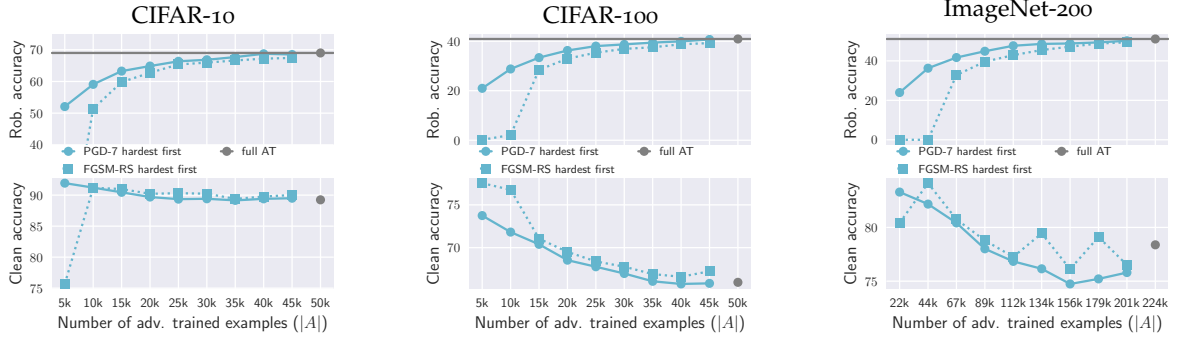 CIFAR-10
CIFAR-100
ImageNet-200
Rob. accuracy
70
60
50
40
PGD-7 hardest first
full AT
FGSM-RS hardest first
Clean accuracy
90
85
80
75
5k 10k 15k 20k 25k 30k 35k 40k 45k 50k
Number of adv. trained examples (|A|)
Rob. accuracy
40
20
0
PGD-7 hardest first
full AT
FGSM-RS hardest first
Clean accuracy
75
70
5k 10k 15k 20k 25k 30k 35k 40k 45k 50k
Number of adv. trained examples (|A|)
Rob. accuracy
40
20
0
PGD-7 hardest first
full AT
FGSM-RS hardest first
Clean accuracy
80
75
22k 44k 67k 89k 112k 134k 156k 179k 201k 224k
Number of adv. trained examples (|A|)